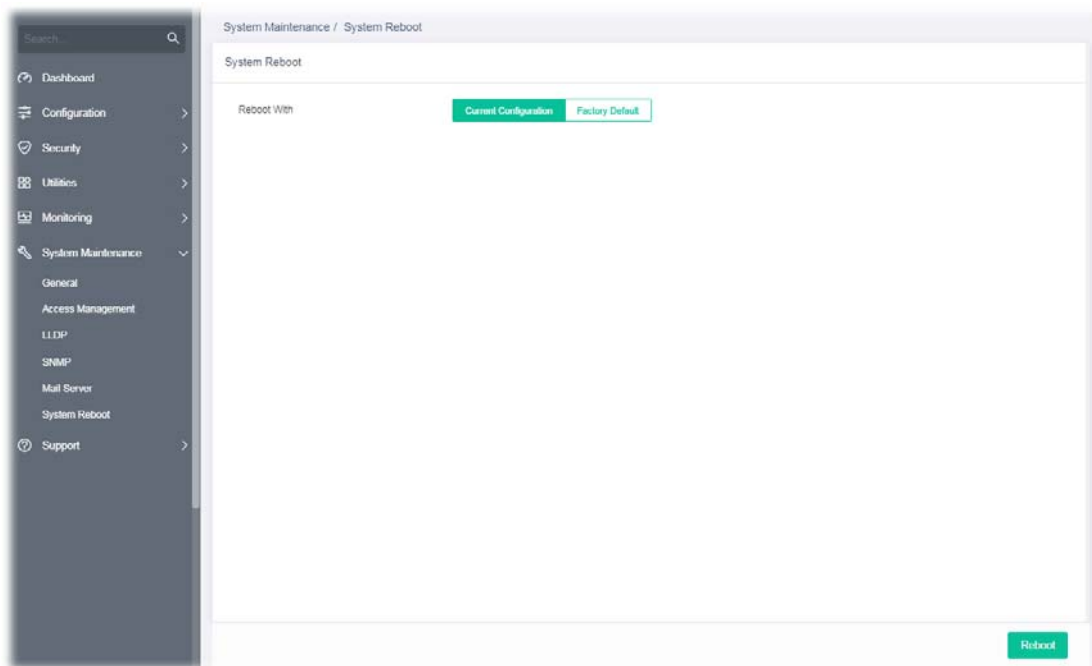 Search...
Dashboard
Configuration
Security
Utilities
Monitoring
System Maintenance
General
Access Management
LLDP
SNMP
Mail Server
System Reboot
Support
System Maintenance / System Reboot
System Reboot
Reboot With
Current Configuration
Factory Default
Reboot